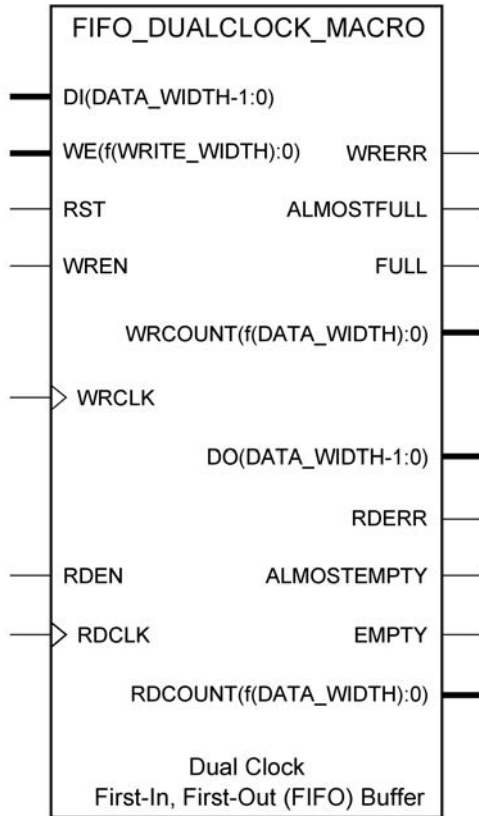 FIFO_DUALCLOCK_MACRO
DI(DATA_WIDTH-1:0)
WE(f(WRITE_WIDTH):0)
WRERR
RST
ALMOSTFULL
WREN
FULL
WRCOUNT(f(DATA_WIDTH):0)
WRCLK
DO(DATA_WIDTH-1:0)
RDERR
RDEN
ALMOSTEMPTY
RDCLK
EMPTY
RDCOUNT(f(DATA_WIDTH):0)
Dual Clock
First-In, First-Out (FIFO) Buffer